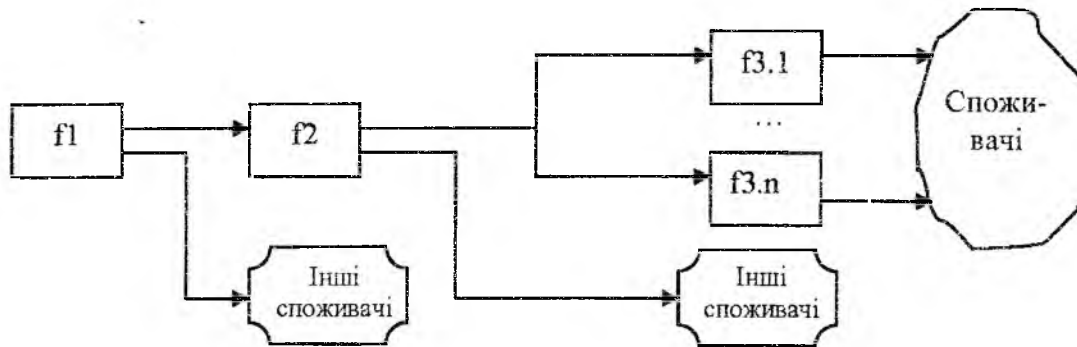 f3.1
Спожи-
вачі
f1
f2
...
f3.n
Інші
споживачі
Інші
споживачі